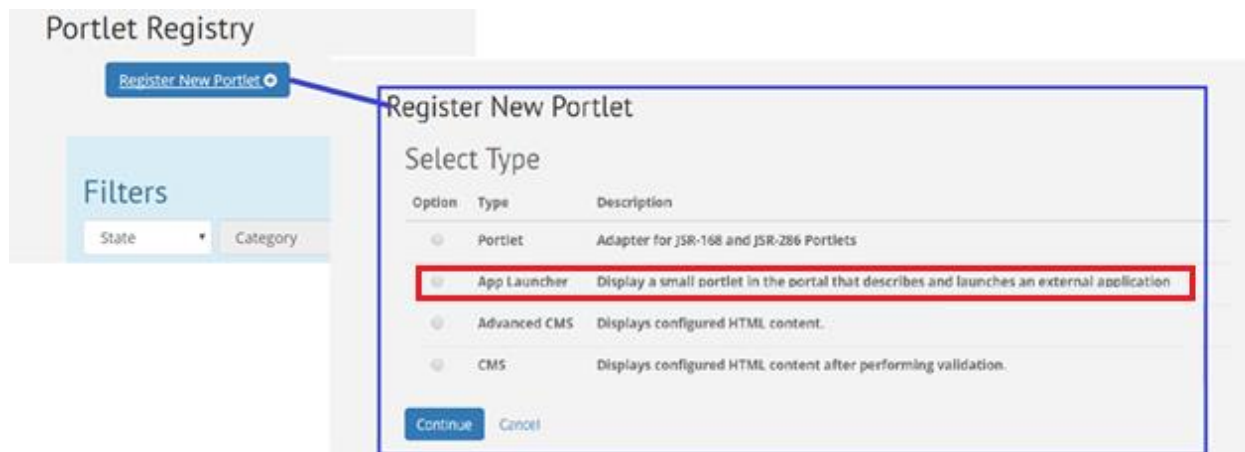 Portlet Registry
Register New Portlet
Filters
State
Category
Register New Portlet
Select Type
Option Type Description
Portlet Adapter for JSR-168 and JSR-286 Portlets
App Launcher Display a small portlet in the portal that describes and launches an external application
Advanced CMS Displays configured HTML content.
CMS Displays configured HTML content after performing validation.
Continue Cancel